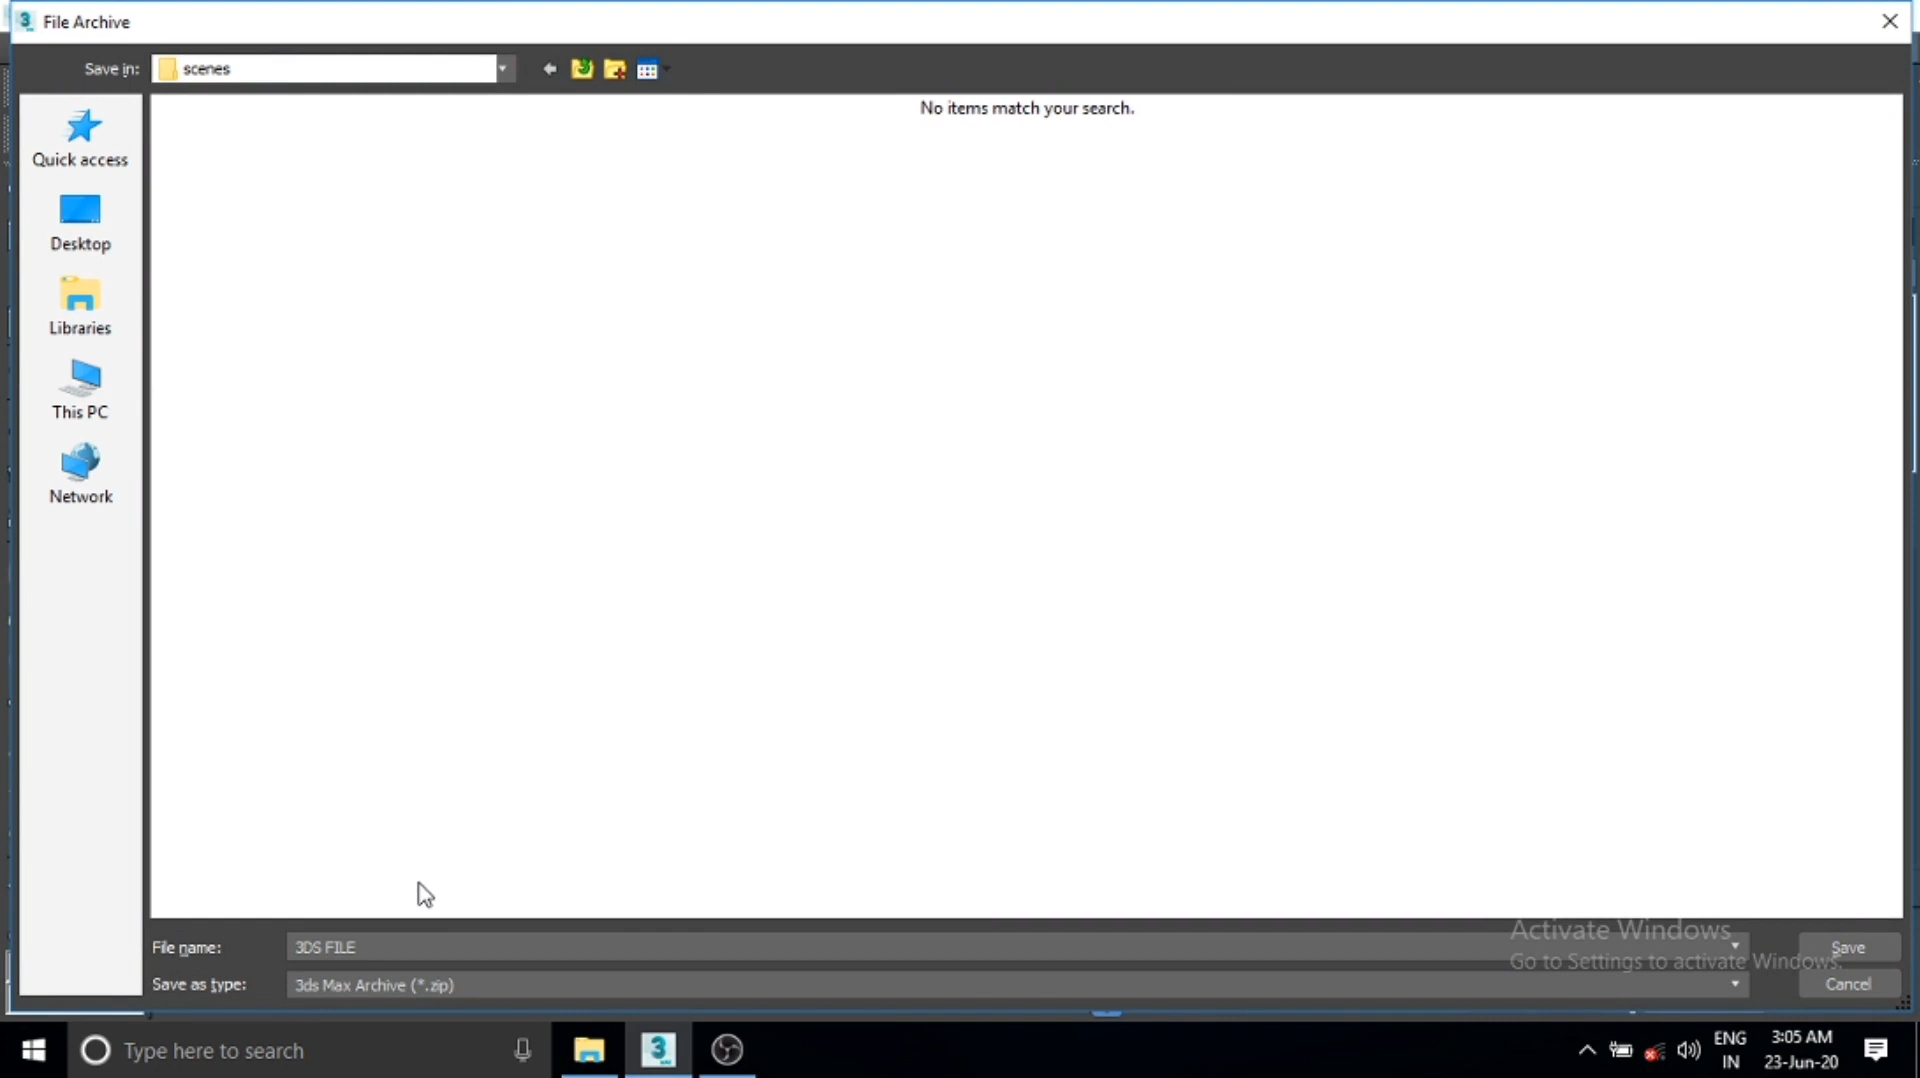 File Archive
Save in: scenes
No items match your search.
Quick access
Desktop
Libraries
This PC
Network
File name: 3DS FILE
Save
Save as type: 3ds Max Archive (*.zip)
Cancel
Activate Windows
Go to Settings to activate Windows.
Type here to search
3
ENG
IN
3:05 AM
23-Jun-20